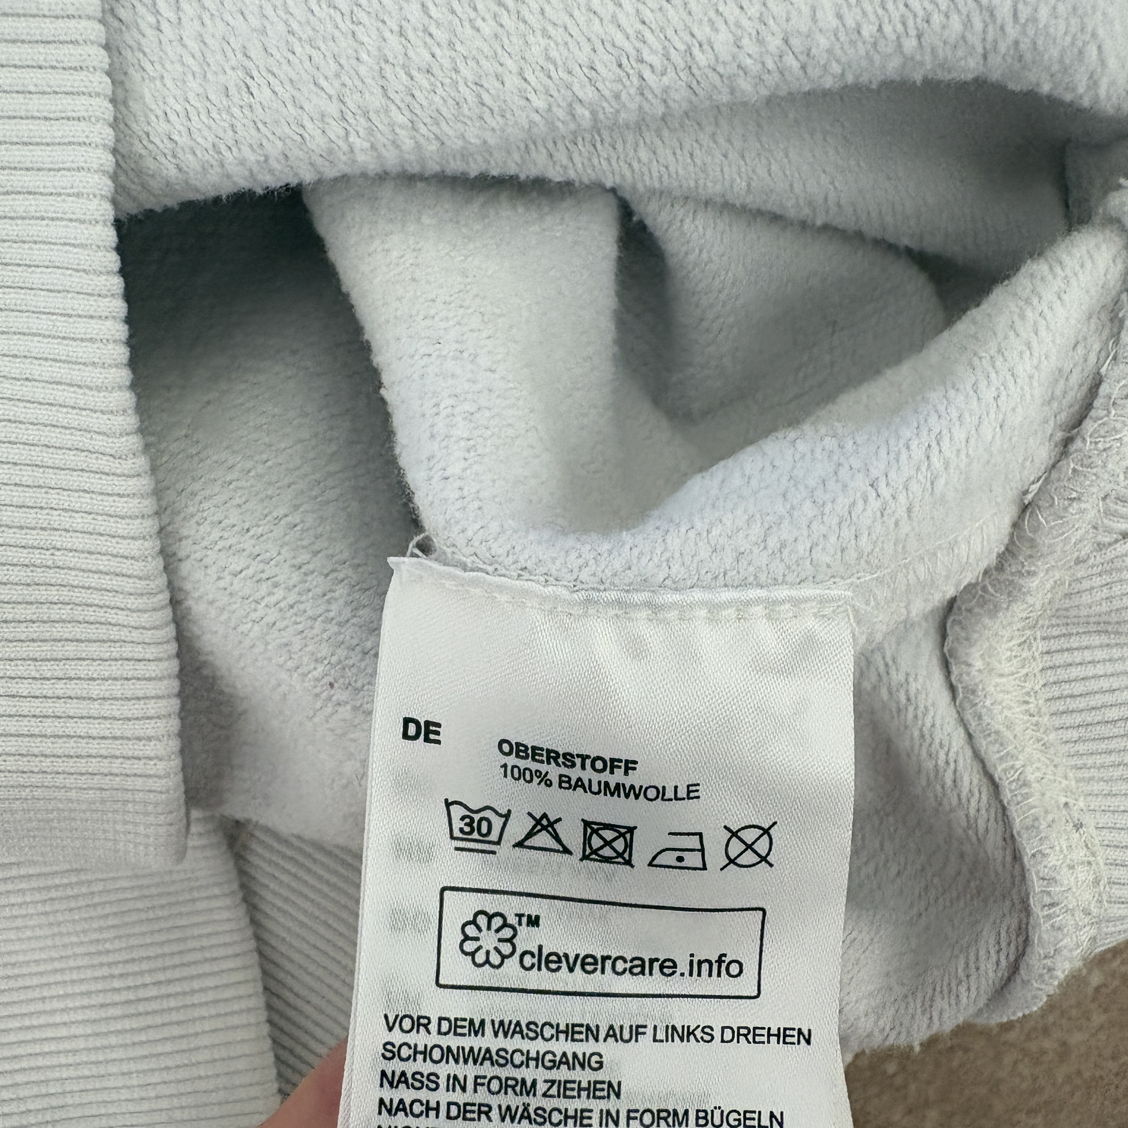 DE
OBERSTOFF
100% BAUMWOLLE
30
™
clevercare.info
VOR DEM WASCHEN AUF LINKS DREHEN
SCHONWASCHGANG
NASS IN FORM ZIEHEN
NACH DER WÄSCHE IN FORM BÜGELN